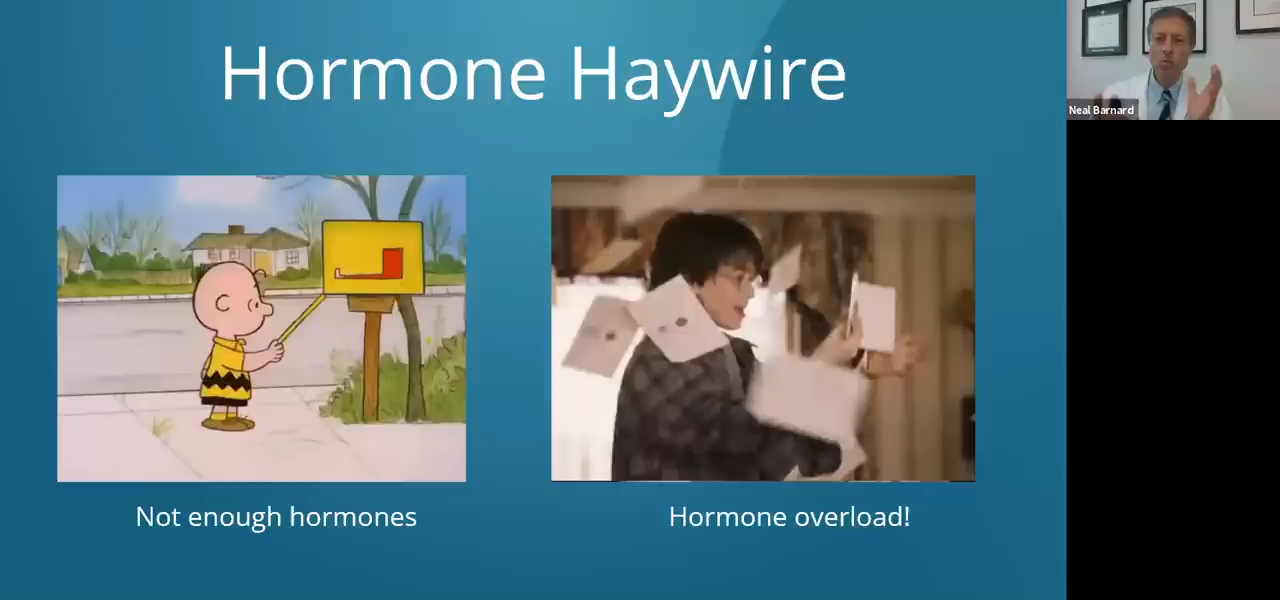 Hormone Haywire
Neal Barnard
Not enough hormones
Hormone overload!